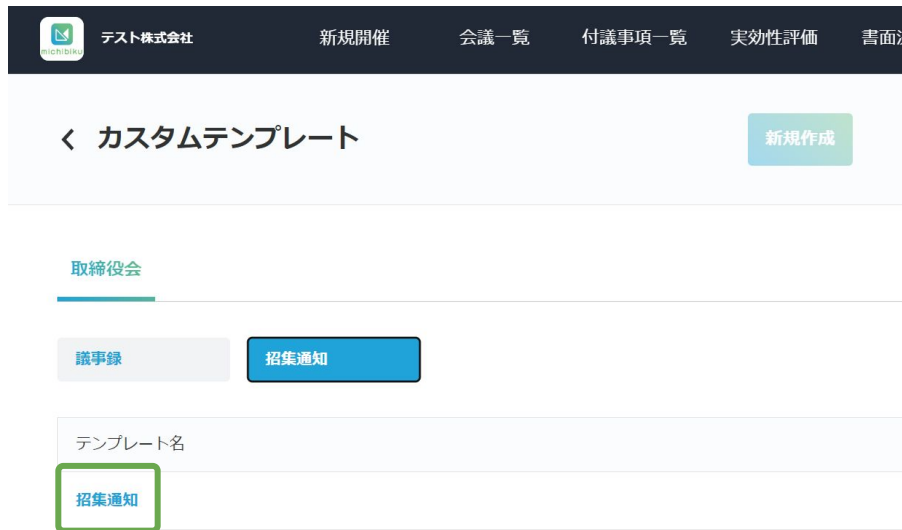 michibiku
テスト株式会社
新規開催
会議一覧
付議事項一覧
実効性評価
書面
カスタムテンプレート
新規作成
取締役会
議事録
招集通知
テンプレート名
招集通知